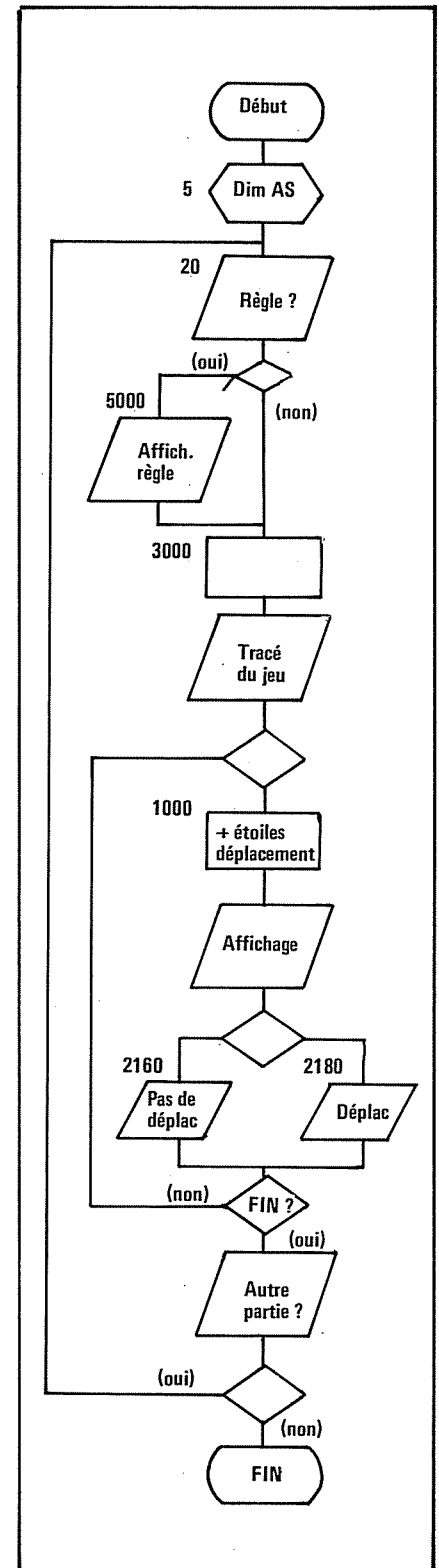 Début
5
Dim AS
20
Règle ?
(oui)
(non)
5000
Affich.
règle
3000
Tracé
du jeu
1000
+ étoiles
déplacement
Affichage
2160
2180
Pas de
déplac
Déplac
(non)
FIN ?
(oui)
Autre
partie ?
(oui)
(non)
FIN